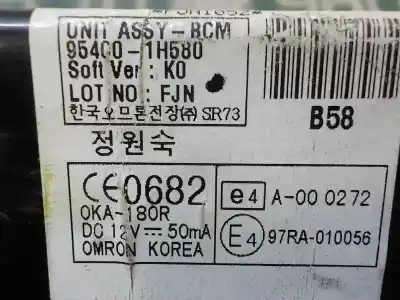 UNIT ASSY-BCM
95400-1H580
Soft Ver : K0
LOT NO : FJN
한국오므론전장㈜ SR73
B58
정원숙
CE0682
OKA-180R
DC 12V ⎓ 50mA
OMRON KOREA
e4 A-00 0272
E4 97RA-010056